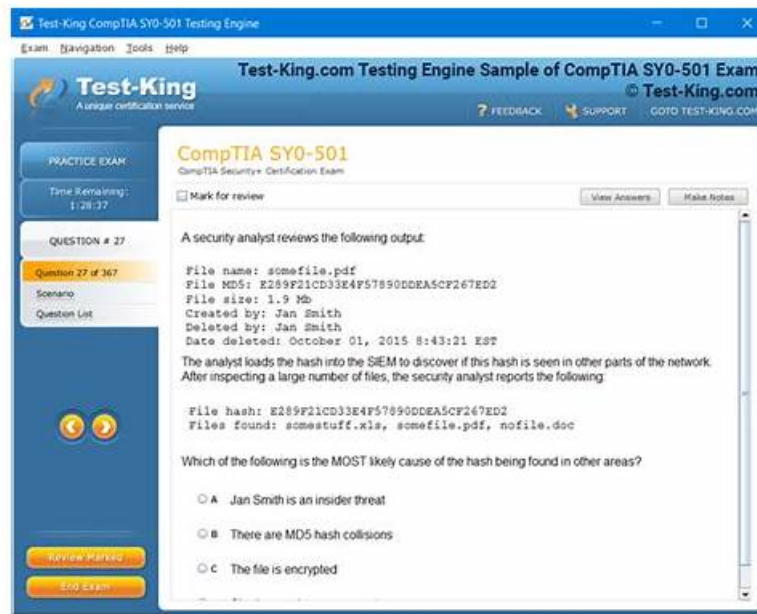 Test-King CompTIA SY0-501 Testing Engine
Exam Navigation Tools Help
Test-King.com Testing Engine Sample of CompTIA SY0-501 Exam
© Test-King.com
Test-King
A unique certification service
? FEEDBACK SUPPORT GOTO TEST-KING.COM
PRACTICE EXAM
Time Remaining:
1:28:37
QUESTION # 27
Question 27 of 367
Scenario
Question List
Review Marked
End Exam
CompTIA SY0-501
CompTIA Security+ Certification Exam
Mark for review
View Answers
Make Notes
A security analyst reviews the following output:
File name: somefile.pdf
File MD5: E289F21CD33E4F57890DDEA5CF267ED2
File size: 1.9 Mb
Created by: Jan Smith
Deleted by: Jan Smith
Date deleted: October 01, 2015 8:43:21 EST
The analyst loads the hash into the SIEM to discover if this hash is seen in other parts of the network.
After inspecting a large number of files, the security analyst reports the following:
File hash: E289F21CD33E4F57890DDEA5CF267ED2
Files found: somestuff.xls, somefile.pdf, nofile.doc
Which of the following is the MOST likely cause of the hash being found in other areas?
A Jan Smith is an insider threat
B There are MD5 hash collisions
C The file is encrypted